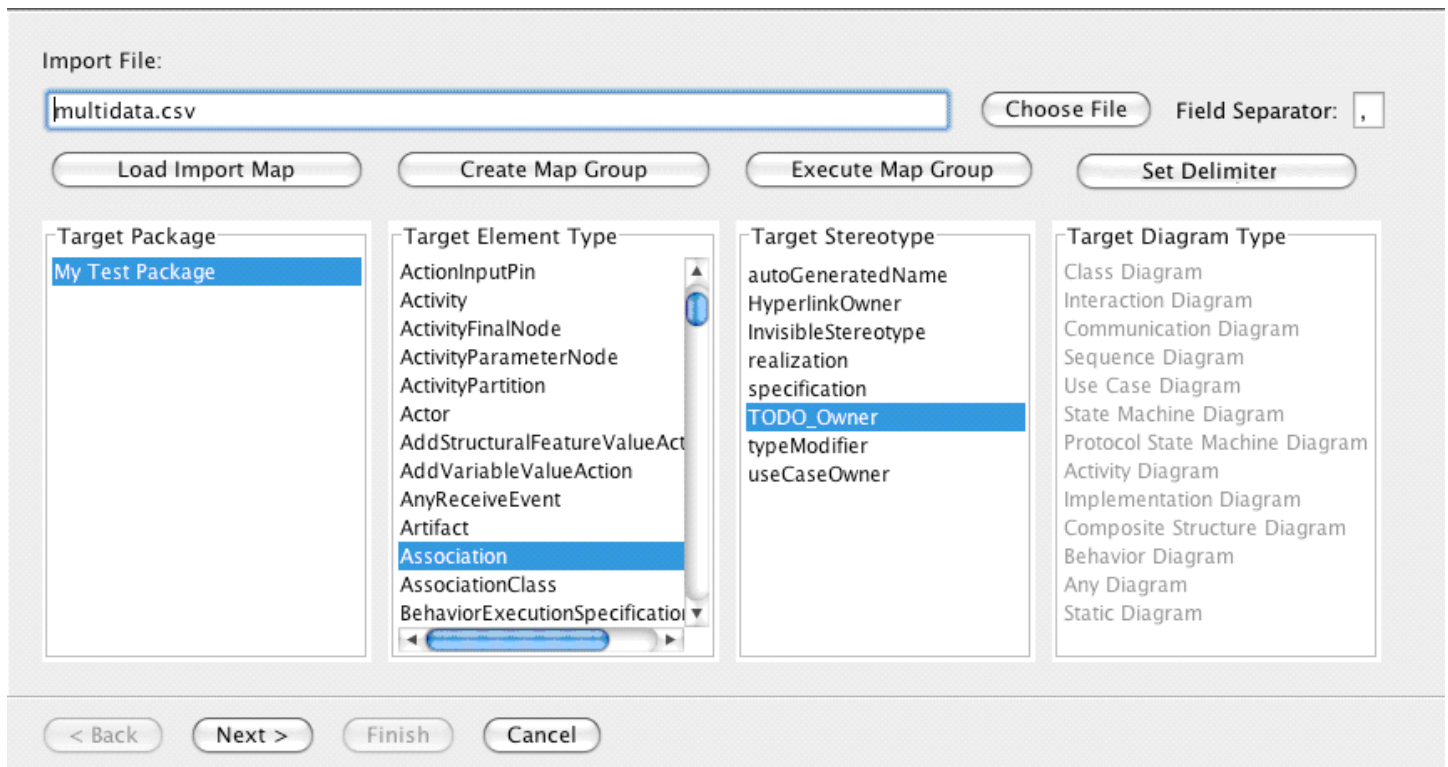 Import File:
multidata.csv
Choose File
Field Separator: ,
Load Import Map
Create Map Group
Execute Map Group
Set Delimiter
Target Package
My Test Package
Target Element Type
ActionInputPin
Activity
ActivityFinalNode
ActivityParameterNode
ActivityPartition
Actor
AddStructuralFeatureValueAct
AddVariableValueAction
AnyReceiveEvent
Artifact
Association
AssociationClass
BehaviorExecutionSpecification
Target Stereotype
autoGeneratedName
HyperlinkOwner
InvisibleStereotype
realization
specification
TODO_Owner
typeModifier
useCaseOwner
Target Diagram Type
Class Diagram
Interaction Diagram
Communication Diagram
Sequence Diagram
Use Case Diagram
State Machine Diagram
Protocol State Machine Diagram
Activity Diagram
Implementation Diagram
Composite Structure Diagram
Behavior Diagram
Any Diagram
Static Diagram
< Back
Next >
Finish
Cancel